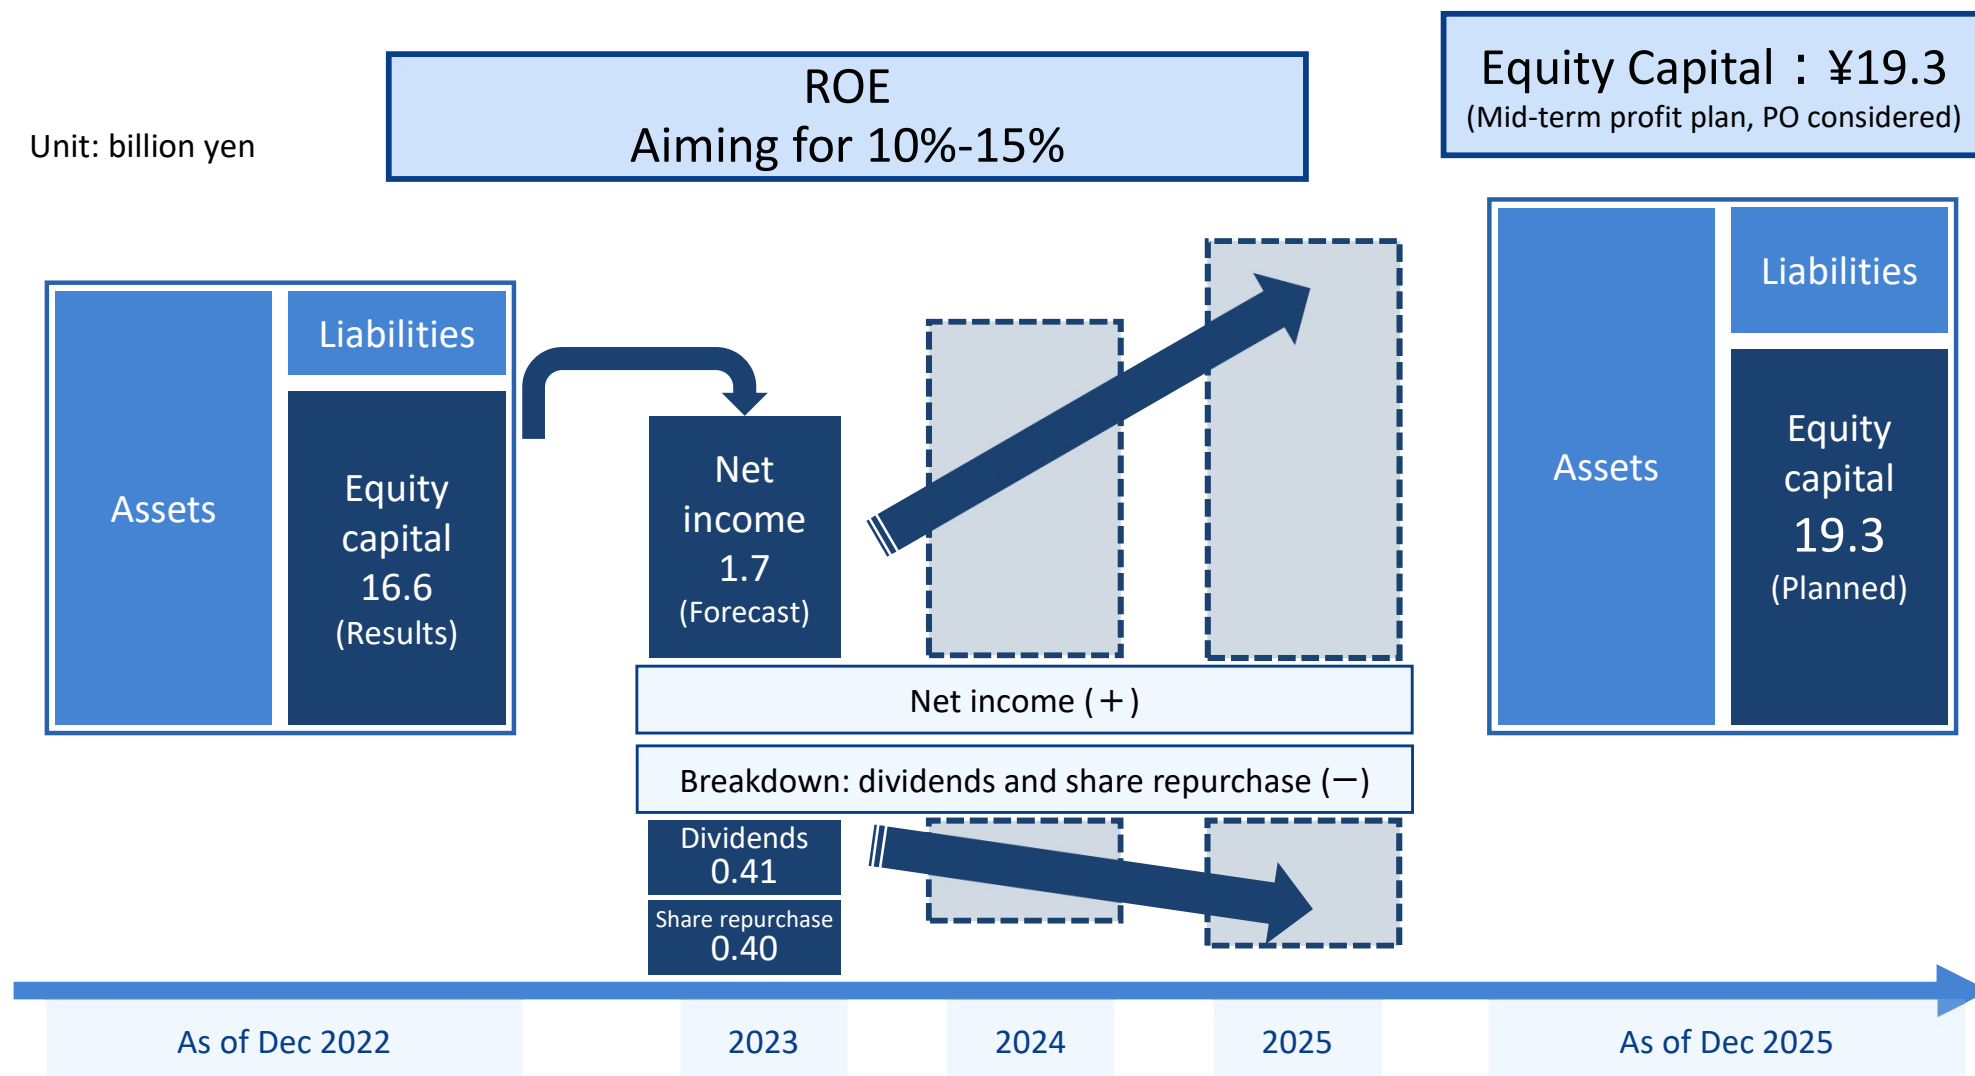 Unit: billion yen
ROE
Aiming for 10%-15%
Equity Capital：¥19.3
(Mid-term profit plan, PO considered)
Assets
Liabilities
Equity
capital
16.6
(Results)
Net
income
1.7
(Forecast)
Net income (＋)
Breakdown: dividends and share repurchase (－)
Dividends
0.41
Share repurchase
0.40
Assets
Liabilities
Equity
capital
19.3
(Planned)
As of Dec 2022
2023
2024
2025
As of Dec 2025